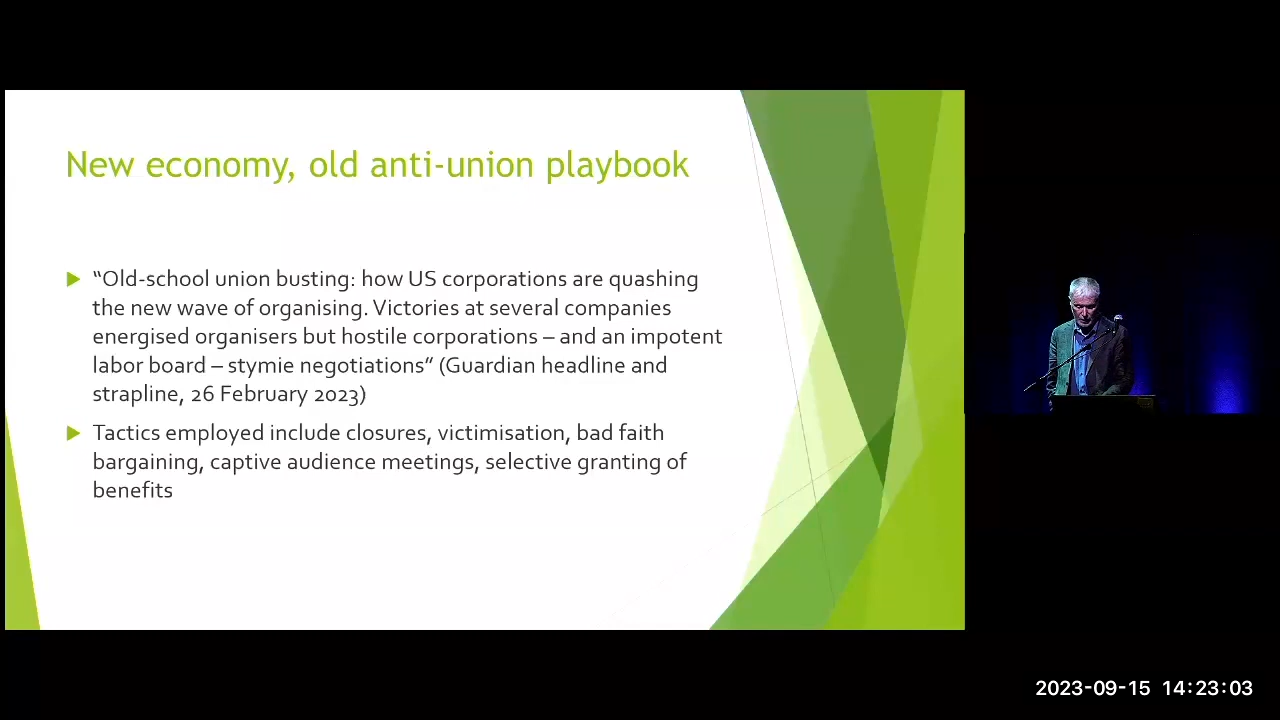 New economy, old anti-union playbook
“Old-school union busting: how US corporations are quashing
the new wave of organising. Victories at several companies
energised organisers but hostile corporations – and an impotent
labor board – stymie negotiations” (Guardian headline and
strapline, 26 February 2023)
Tactics employed include closures, victimisation, bad faith
bargaining, captive audience meetings, selective granting of
benefits
2023-09-15 14:23:03